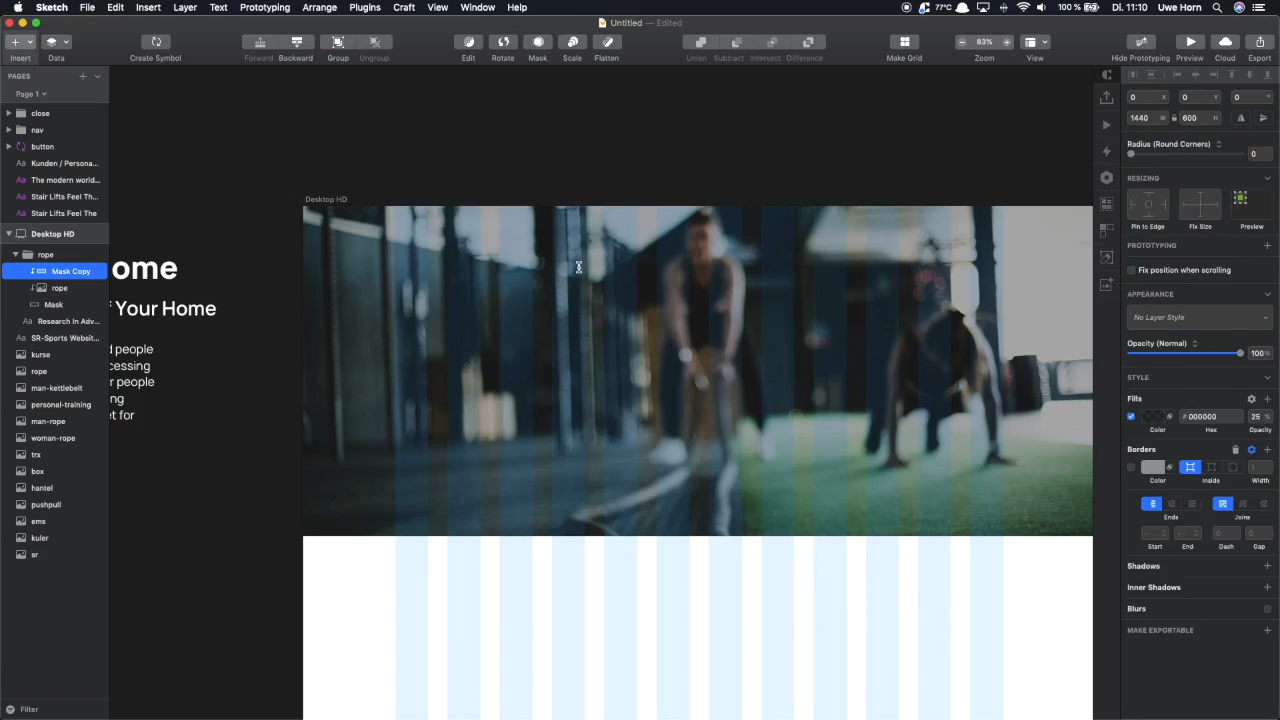 Sketch File Edit Insert Layer Text Prototyping Arrange Plugins Craft View Window Help 77°C 100 % Di. 11:10 Uwe Horn
Untitled — Edited
83%
Insert Data Create Symbol Forward Backward Group Ungroup Edit Rotate Mask Scale Flatten Union Subtract Intersect Difference Make Grid Zoom View Hide Prototyping Preview Cloud Export
PAGES
Page 1
close
nav
button
Kunden / Persona...
The modern world...
Stair Lifts Feel Th...
Stair Lifts Feel The
Desktop HD
rope
Mask Copy
rope
Mask
Research In Adv...
SR-Sports Websit...
kurse
rope
man-kettlebelt
personal-training
man-rope
woman-rope
trx
box
hantel
pushpull
ems
kuler
sr
Filter
ome
f Your Home
d people
cessing
r people
ng
et for
Desktop HD
0 X 0 Y 0 °
1440 W 600 H
Radius (Round Corners)
0
RESIZING
Pin to Edge Fix Size Preview
PROTOTYPING
Fix position when scrolling
APPEARANCE
No Layer Style
Opacity (Normal)
100 %
STYLE
Fills
# 000000 25 %
Color Hex Opacity
Borders
1
Color Inside Width
Ends Joins
- - 0 0
Start End Dash Gap
Shadows
Inner Shadows
Blurs
MAKE EXPORTABLE